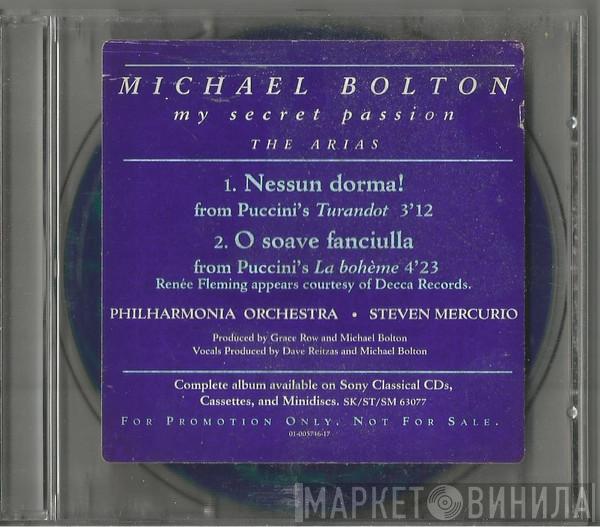 MICHAEL BOLTON
my secret passion
THE ARIAS
1. Nessun dorma!
from Puccini's Turandot 3'12
2. O soave fanciulla
from Puccini's La bohème 4'23
Renée Fleming appears courtesy of Decca Records.
PHILHARMONIA ORCHESTRA • STEVEN MERCURIO
Produced by Grace Row and Michael Bolton
Vocals Produced by Dave Reitzas and Michael Bolton
Complete album available on Sony Classical CDs,
Cassettes, and Minidiscs. SK/ST/SM 63077
FOR PROMOTION ONLY. NOT FOR SALE.
01-005746-17
МАРКЕТ ВИНИЛА